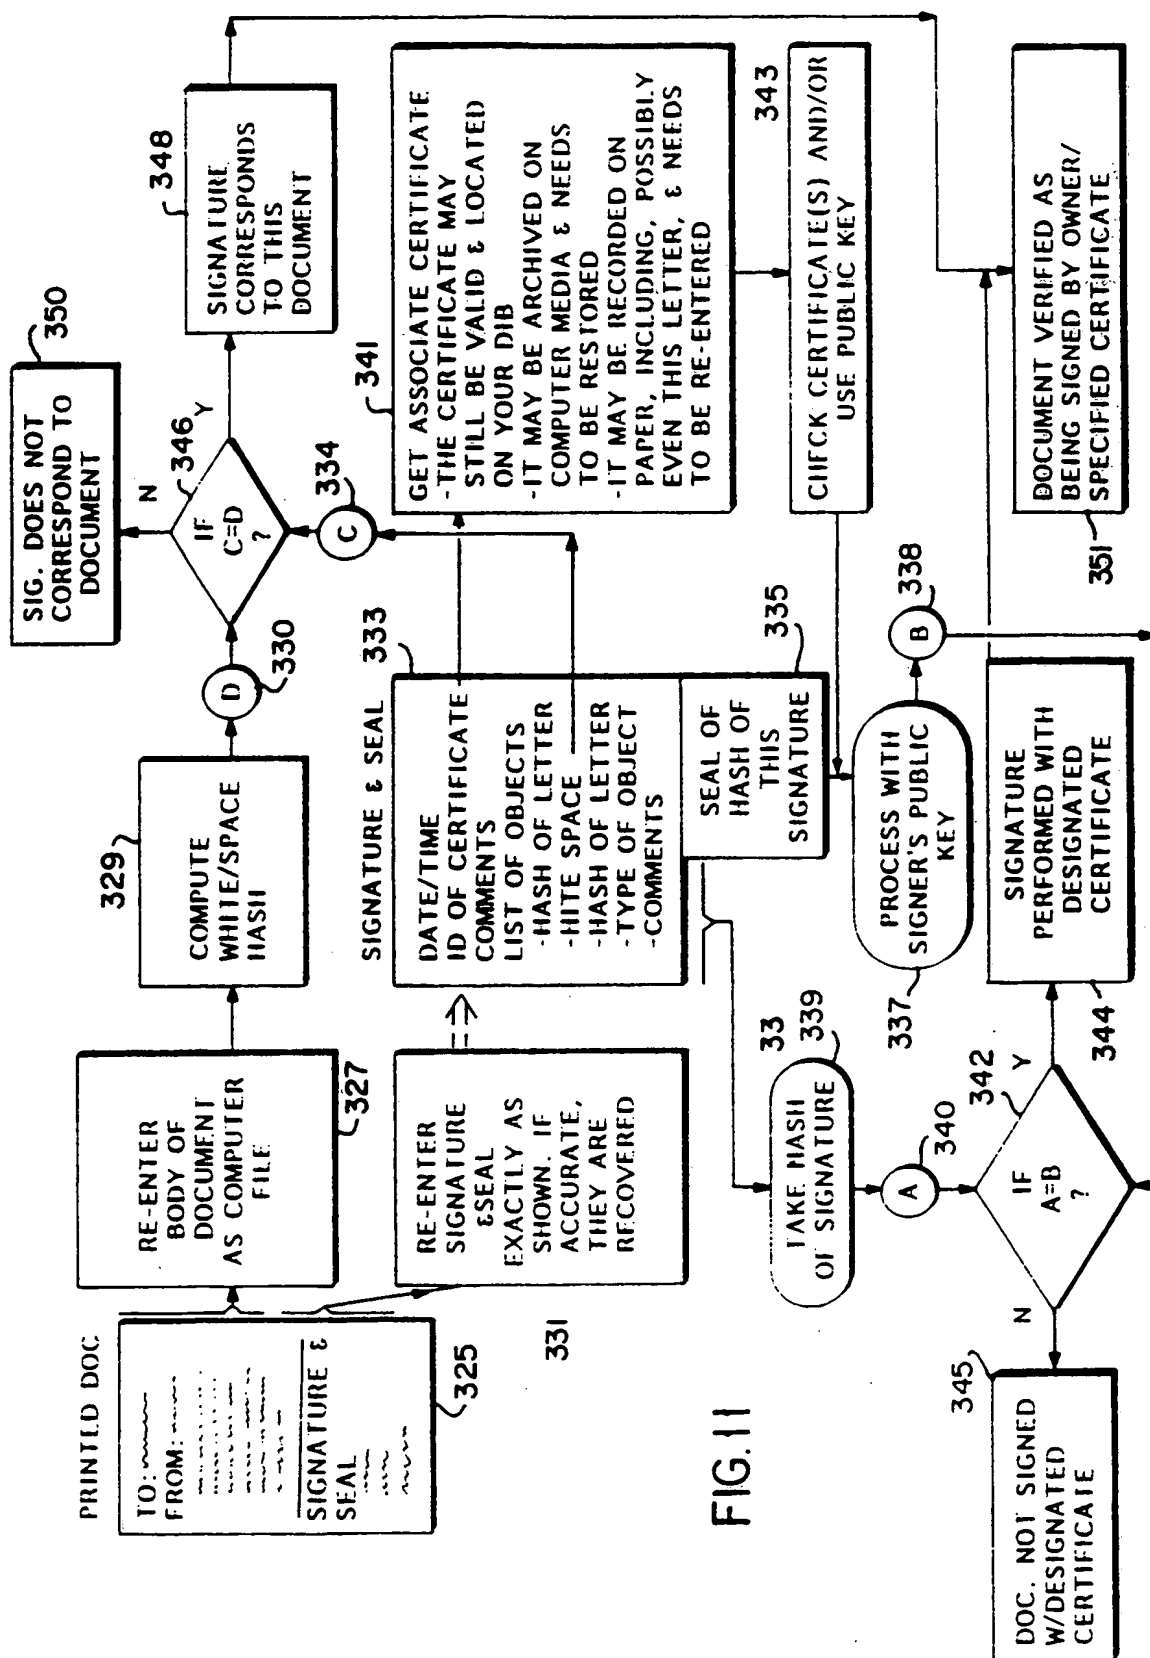 PRINTED DOC
TO:
FROM:
SIGNATURE &
SEAL
325
RE-ENTER
BODY OF
DOCUMENT
AS COMPUTER
FILE
327
COMPUTE
WHITE/SPACE
HASH
329
D
330
IF
C=D
?
346
Y
N
SIG. DOES NOT
CORRESPOND TO
DOCUMENT
350
SIGNATURE
CORRESPONDS
TO THIS
DOCUMENT
348
C
334
RE-ENTER
SIGNATURE
&SEAL
EXACTLY AS
SHOWN. IF
ACCURATE,
THEY ARE
RECOVERED
331
SIGNATURE & SEAL
333
DATE/TIME
ID OF CERTIFICATE
COMMENTS
LIST OF OBJECTS
-HASH OF LETTER
-HITE SPACE
HASH OF LETTER
-TYPE OF OBJECT
-COMMENTS
SEAL OF
HASH OF
THIS
SIGNATURE
335
341
GET ASSOCIATE CERTIFICATE
-THE CERTIFICATE MAY
STILL BE VALID & LOCATED
ON YOUR DIB
-IT MAY BE ARCHIVED ON
COMPUTER MEDIA & NEEDS
TO BE RESTORED
-IT MAY BE RECORDED ON
PAPER, INCLUDING, POSSIBLY
EVEN THIS LETTER, & NEEDS
TO BE RE-ENTERED
343
CHECK CERTIFICATE(S) AND/OR
USE PUBLIC KEY
33
339
TAKE HASH
OF SIGNATURE
A
340
PROCESS WITH
SIGNER'S PUBLIC
KEY
337
B
338
IF
A=B
?
342
Y
N
SIGNATURE
PERFORMED WITH
DESIGNATED
CERTIFICATE
344
345
DOC. NOT SIGNED
W/DESIGNATED
CERTIFICATE
DOCUMENT VERIFIED AS
BEING SIGNED BY OWNER/
SPECIFIED CERTIFICATE
351
FIG.11